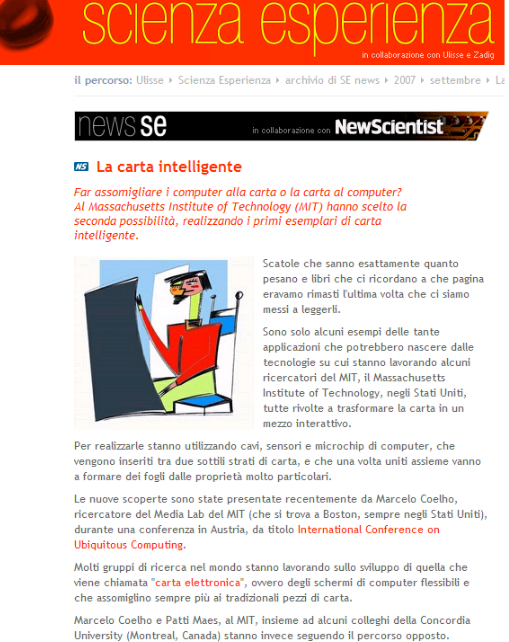 scienza esperienza
in collaborazione con Ulisse e Zadig
il percorso: Ulisse ▸ Scienza Esperienza ▸ archivio di SE news ▸ 2007 ▸ settembre ▸ La
news SE in collaborazione con NewScientist
NS La carta intelligente
Far assomigliare i computer alla carta o la carta al computer?
Al Massachusetts Institute of Technology (MIT) hanno scelto la
seconda possibilità, realizzando i primi esemplari di carta
intelligente.
Scatole che sanno esattamente quanto
pesano e libri che ci ricordano a che pagina
eravamo rimasti l'ultima volta che ci siamo
messi a leggerli.
Sono solo alcuni esempi delle tante
applicazioni che potrebbero nascere dalle
tecnologie su cui stanno lavorando alcuni
ricercatori del MIT, il Massachusetts
Institute of Technology, negli Stati Uniti,
tutte rivolte a trasformare la carta in un
mezzo interattivo.
Per realizzarle stanno utilizzando cavi, sensori e microchip di computer, che
vengono inseriti tra due sottili strati di carta, e che una volta uniti assieme vanno
a formare dei fogli dalle proprietà molto particolari.
Le nuove scoperte sono state presentate recentemente da Marcelo Coelho,
ricercatore del Media Lab del MIT (che si trova a Boston, sempre negli Stati Uniti),
durante una conferenza in Austria, da titolo International Conference on
Ubiquitous Computing.
Molti gruppi di ricerca nel mondo stanno lavorando sullo sviluppo di quella che
viene chiamata "carta elettronica", ovvero degli schermi di computer flessibili e
che assomiglino sempre più ai tradizionali pezzi di carta.
Marcelo Coelho e Patti Maes, al MIT, insieme ad alcuni colleghi della Concordia
University (Montreal, Canada) stanno invece seguendo il percorso opposto.